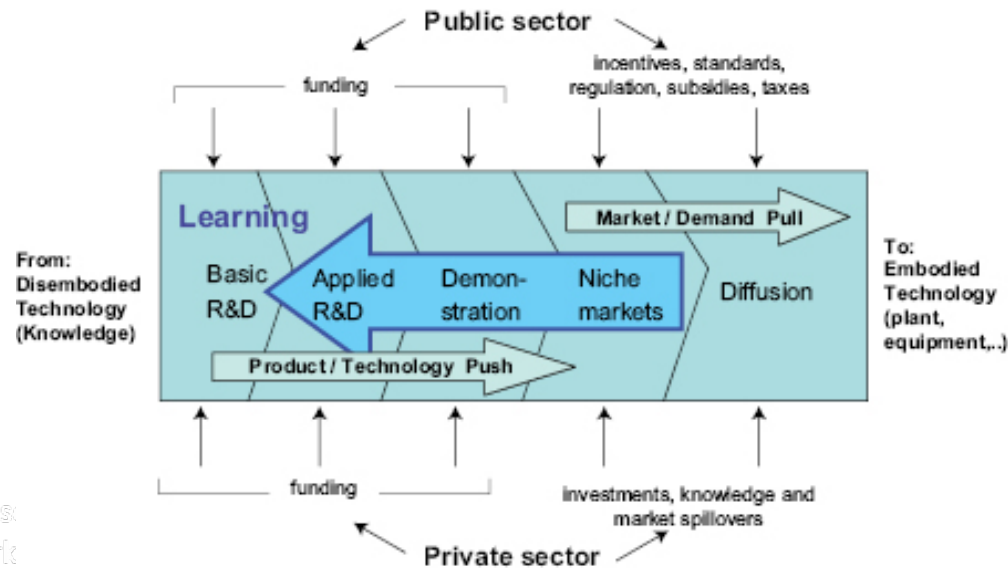 Public sector
funding
incentives, standards,
regulation, subsidies, taxes
Learning
Market / Demand Pull
From:
Disembodied
Technology
(Knowledge)
Basic
R&D
Applied
R&D
Demon-
stration
Niche
markets
Diffusion
To:
Embodied
Technology
(plant,
equipment,..)
Product / Technology Push
funding
investments, knowledge and
market spillovers
Private sector